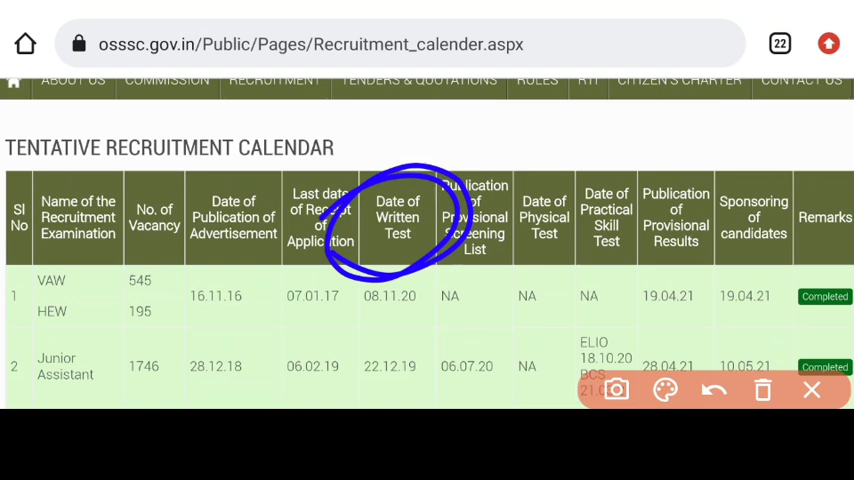 22
osssc.gov.in/Public/Pages/Recruitment_calender.aspx
ABOUT US COMMISSION RECRUITMENT TENDERS & QUOTATIONS RULES RTI CITIZEN'S CHARTER CONTACT US
TENTATIVE RECRUITMENT CALENDAR
Sl No
Name of the Recruitment Examination
No. of Vacancy
Date of Publication of Advertisement
Last date of Receipt of Application
Date of Written Test
Publication of Provisional Screening List
Date of Physical Test
Date of Practical Skill Test
Publication of Provisional Results
Sponsoring of candidates
Remarks
1 VAW 545 HEW 195 16.11.16 07.01.17 08.11.20 NA NA NA 19.04.21 19.04.21 Completed
2 Junior Assistant 1746 28.12.18 06.02.19 22.12.19 06.07.20 NA ELIO 18.10.20 BCS 28.04.21 10.05.21 Completed